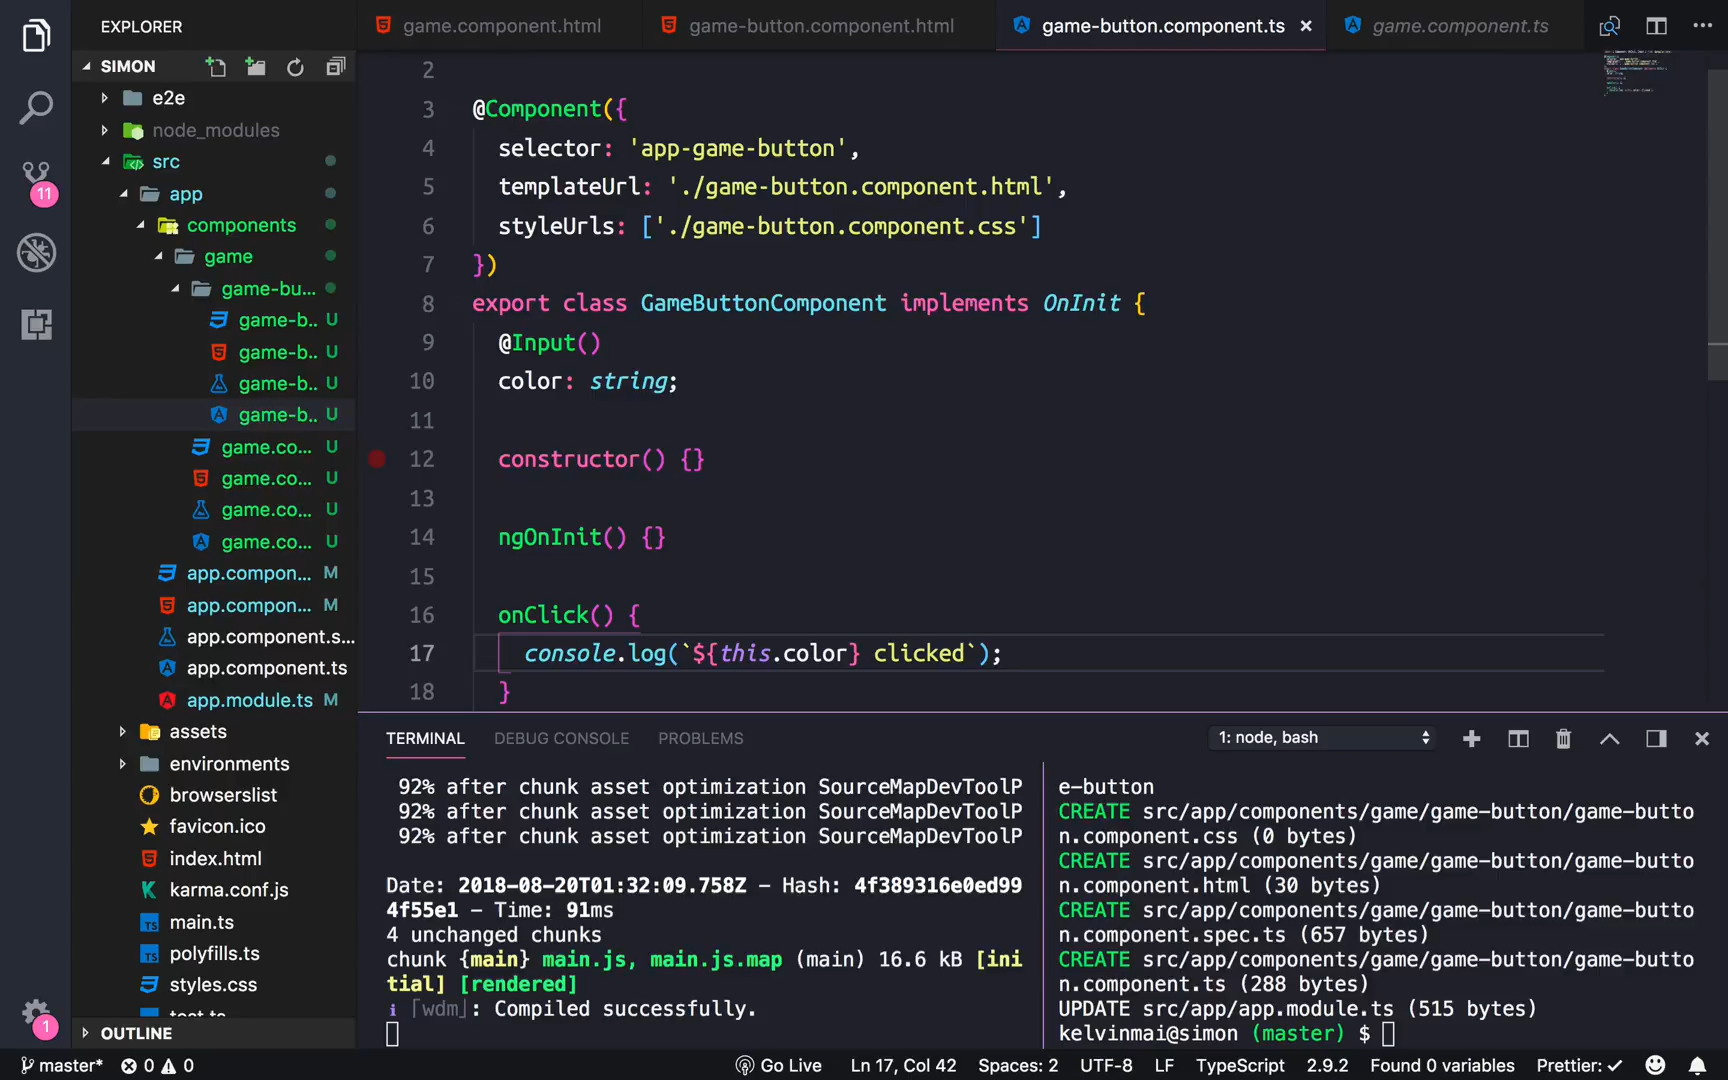 EXPLORER
SIMON
e2e
node_modules
src
app
components
game
game-bu...
game-b.. U
game-b.. U
game-b.. U
game-b.. U
game.co... U
game.co... U
game.co... U
game.co... U
app.compon... M
app.compon... M
app.component.s...
app.component.ts
app.module.ts M
assets
environments
browserslist
favicon.ico
index.html
karma.conf.js
main.ts
polyfills.ts
styles.css
test.ts
OUTLINE
11
1
game.component.html
game-button.component.html
game-button.component.ts ×
game.component.ts
2
3 @Component({
4 selector: 'app-game-button',
5 templateUrl: './game-button.component.html',
6 styleUrls: ['./game-button.component.css']
7 })
8 export class GameButtonComponent implements OnInit {
9 @Input()
10 color: string;
11
12 constructor() {}
13
14 ngOnInit() {}
15
16 onClick() {
17 console.log(`${this.color} clicked`);
18 }
TERMINAL DEBUG CONSOLE PROBLEMS
1: node, bash
92% after chunk asset optimization SourceMapDevToolP
92% after chunk asset optimization SourceMapDevToolP
92% after chunk asset optimization SourceMapDevToolP
Date: 2018-08-20T01:32:09.758Z - Hash: 4f389316e0ed99
4f55e1 - Time: 91ms
4 unchanged chunks
chunk {main} main.js, main.js.map (main) 16.6 kB [ini
tial] [rendered]
i ｢wdm｣: Compiled successfully.
e-button
CREATE src/app/components/game/game-button/game-butto
n.component.css (0 bytes)
CREATE src/app/components/game/game-button/game-butto
n.component.html (30 bytes)
CREATE src/app/components/game/game-button/game-butto
n.component.spec.ts (657 bytes)
CREATE src/app/components/game/game-button/game-butto
n.component.ts (288 bytes)
UPDATE src/app/app.module.ts (515 bytes)
kelvinmai@simon (master) $
master* 0 0 Go Live Ln 17, Col 42 Spaces: 2 UTF-8 LF TypeScript 2.9.2 Found 0 variables Prettier: ✓